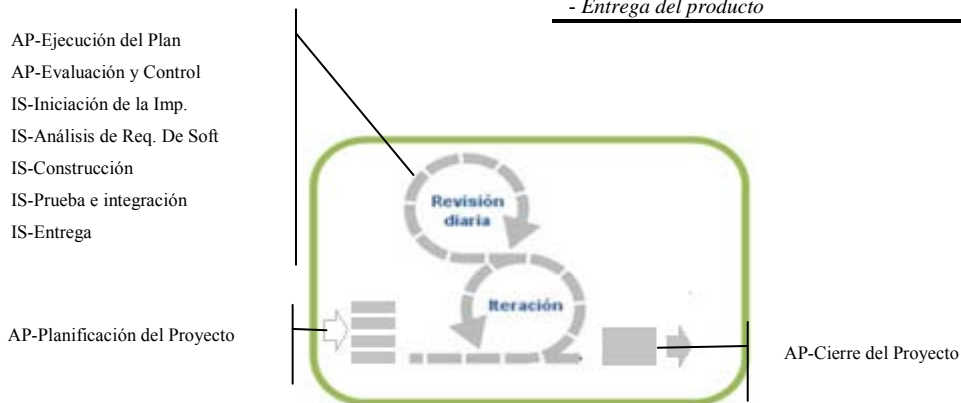 - Entrega del producto
AP-Ejecución del Plan
AP-Evaluación y Control
IS-Iniciación de la Imp.
IS-Análisis de Req. De Soft
IS-Construcción
IS-Prueba e integración
IS-Entrega
Revisión
diaria
Iteración
AP-Planificación del Proyecto
AP-Cierre del Proyecto